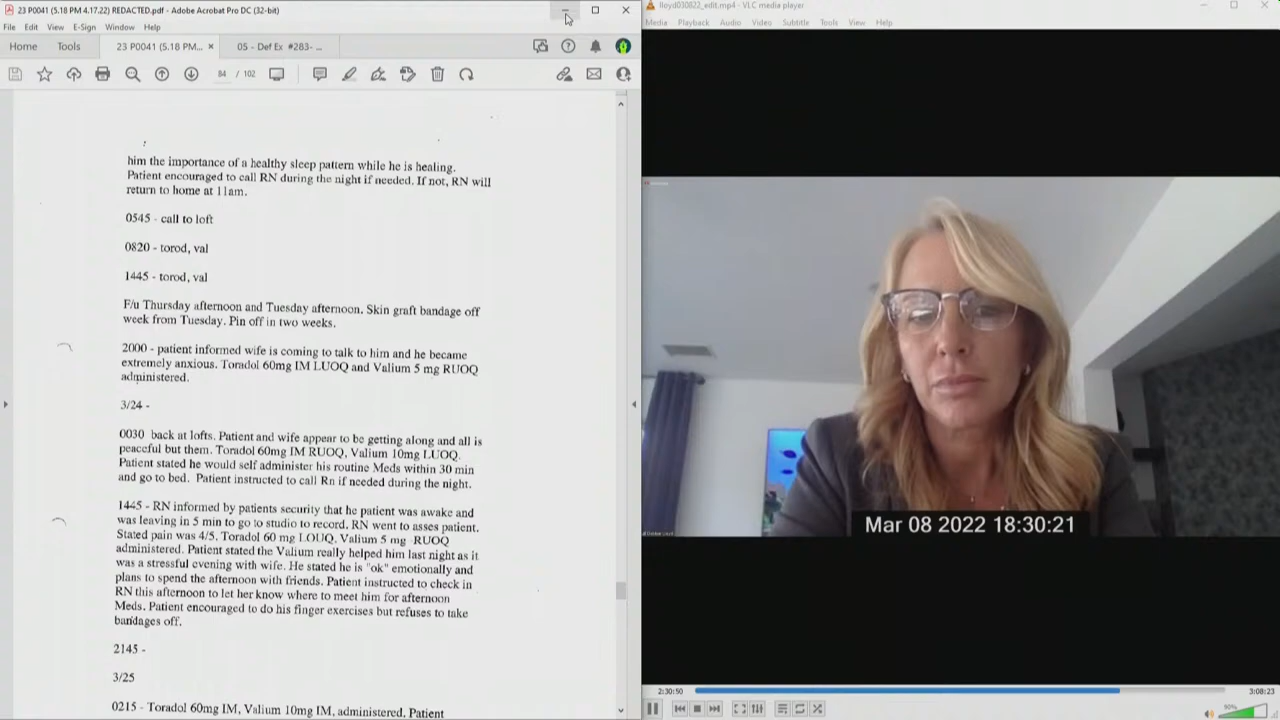 23 P0041 (5.18 PM 4.17.22) REDACTED.pdf - Adobe Acrobat Pro DC (32-bit)
File Edit View E-Sign Window Help
Home Tools 23 P0041 (5.18 PM... × 05 - Def Ex #283- ...
84 / 102
him the importance of a healthy sleep pattern while he is healing.
Patient encouraged to call RN during the night if needed. If not, RN will
return to home at 11am.
0545 - call to loft
0820 - torod, val
1445 - torod, val
F/u Thursday afternoon and Tuesday afternoon. Skin graft bandage off
week from Tuesday. Pin off in two weeks.
2000 - patient informed wife is coming to talk to him and he became
extremely anxious. Toradol 60mg IM LUOQ and Valium 5 mg RUOQ
administered.
3/24 -
0030 back at lofts. Patient and wife appear to be getting along and all is
peaceful but them. Toradol 60mg IM RUOQ, Valium 10mg LUOQ.
Patient stated he would self administer his routine Meds within 30 min
and go to bed. Patient instructed to call Rn if needed during the night.
1445 - RN informed by patients security that he patient was awake and
was leaving in 5 min to go to studio to record. RN went to asses patient.
Stated pain was 4/5. Toradol 60 mg LOUQ. Valium 5 mg RUOQ
administered. Patient stated the Valium really helped him last night as it
was a stressful evening with wife. He stated he is "ok" emotionally and
plans to spend the afternoon with friends. Patient instructed to check in
RN this afternoon to let her know where to meet him for afternoon
Meds. Patient encouraged to do his finger exercises but refuses to take
bandages off.
2145 -
3/25
0215 - Toradol 60mg IM, Valium 10mg IM, administered. Patient
lloyd030822_edit.mp4 - VLC media player
Media Playback Audio Video Subtitle Tools View Help
Mar 08 2022 18:30:21
2:30:50 3:08:23
90%